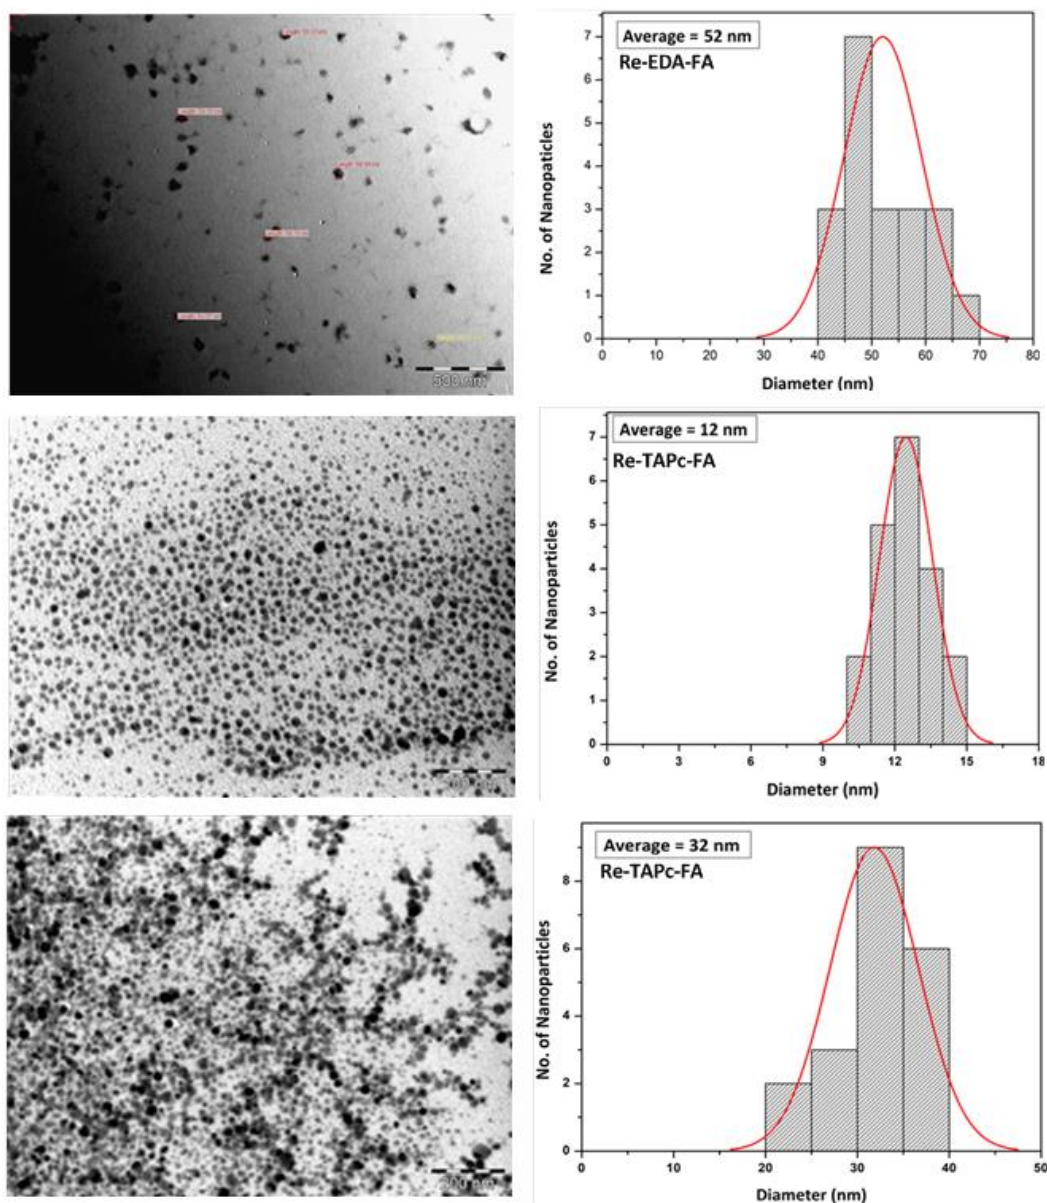 500 nm
Average = 52 nm
Re-EDA-FA
No. of Nanopaticles
7
6
5
4
3
2
1
0
0 10 20 30 40 50 60 70 80
Diameter (nm)
Average = 12 nm
Re-TAPc-FA
No. of Nanoparticles
7
6
5
4
3
2
1
0
0 3 6 9 12 15 18
Diameter (nm)
200 nm
Average = 32 nm
Re-TAPc-FA
No. of Nanoparticles
8
6
4
2
0
0 10 20 30 40 50
Diameter (nm)